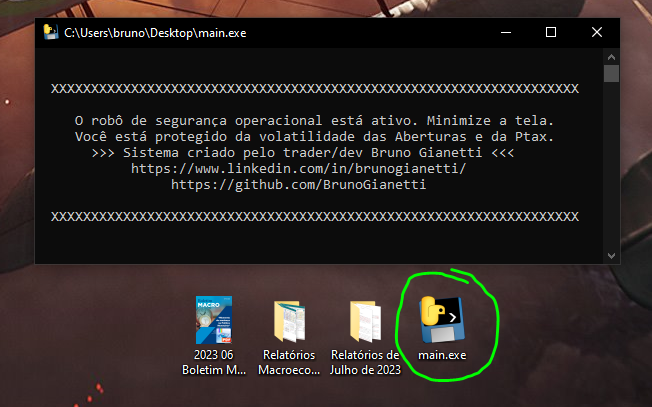 C:\Users\bruno\Desktop\main.exe
XXXXXXXXXXXXXXXXXXXXXXXXXXXXXXXXXXXXXXXXXXXXXXXXXXXXXXXXXXXXXXXXXX
O robô de segurança operacional está ativo. Minimize a tela.
Você está protegido da volatilidade das Aberturas e da Ptax.
>>> Sistema criado pelo trader/dev Bruno Gianetti <<<
https://www.linkedin.com/in/brunogianetti/
https://github.com/BrunoGianetti
XXXXXXXXXXXXXXXXXXXXXXXXXXXXXXXXXXXXXXXXXXXXXXXXXXXXXXXXXXXXXXXXXX
MACRO
2023 06
Boletim M...
Relatórios
Macroeco...
Relatórios de
Julho de 2023
main.exe